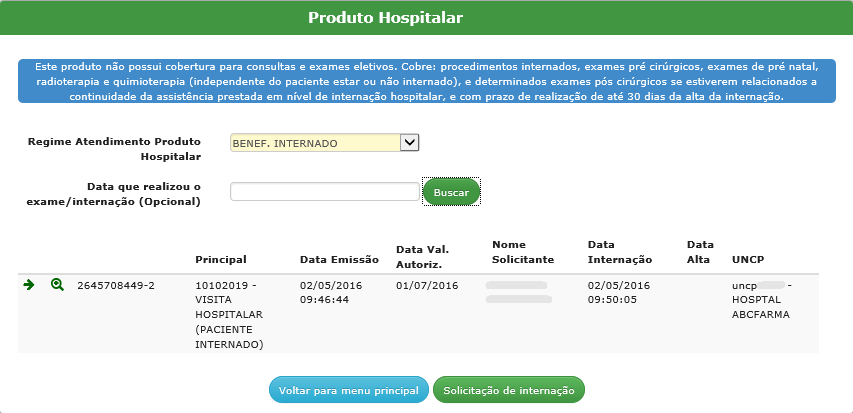 Produto Hospitalar
Este produto não possui cobertura para consultas e exames eletivos. Cobre: procedimentos internados, exames pré cirúrgicos, exames de pré natal,
radioterapia e quimioterapia (independente do paciente estar ou não internado), e determinados exames pós cirúrgicos se estiverem relacionados a
continuidade da assistência prestada em nível de internação hospitalar, e com prazo de realização de até 30 dias da alta da internação.
Regime Atendimento Produto
Hospitalar
BENEF. INTERNADO
Data que realizou o
exame/internação (Opcional)
Buscar
Principal
Data Emissão
Data Val.
Autoriz.
Nome
Solicitante
Data
Internação
Data
Alta
UNCP
2645708449-2
10102019 -
VISITA
HOSPITALAR
(PACIENTE
INTERNADO)
02/05/2016
09:46:44
01/07/2016
02/05/2016
09:50:05
uncp -
HOSPTAL
ABCFARMA
Voltar para menu principal
Solicitação de internação